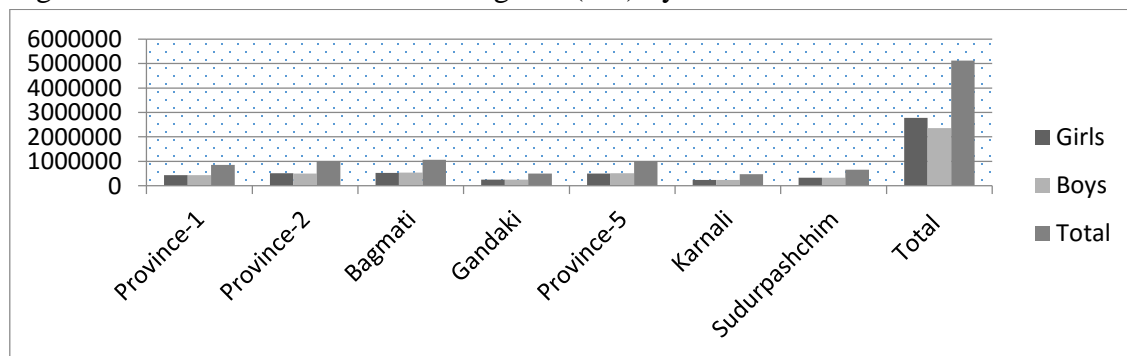 6000000
5000000
4000000
3000000
2000000
1000000
0
Province-1
Province-2
Bagmati
Gandaki
Province-5
Karnali
Sudurpashchim
Total
Girls
Boys
Total